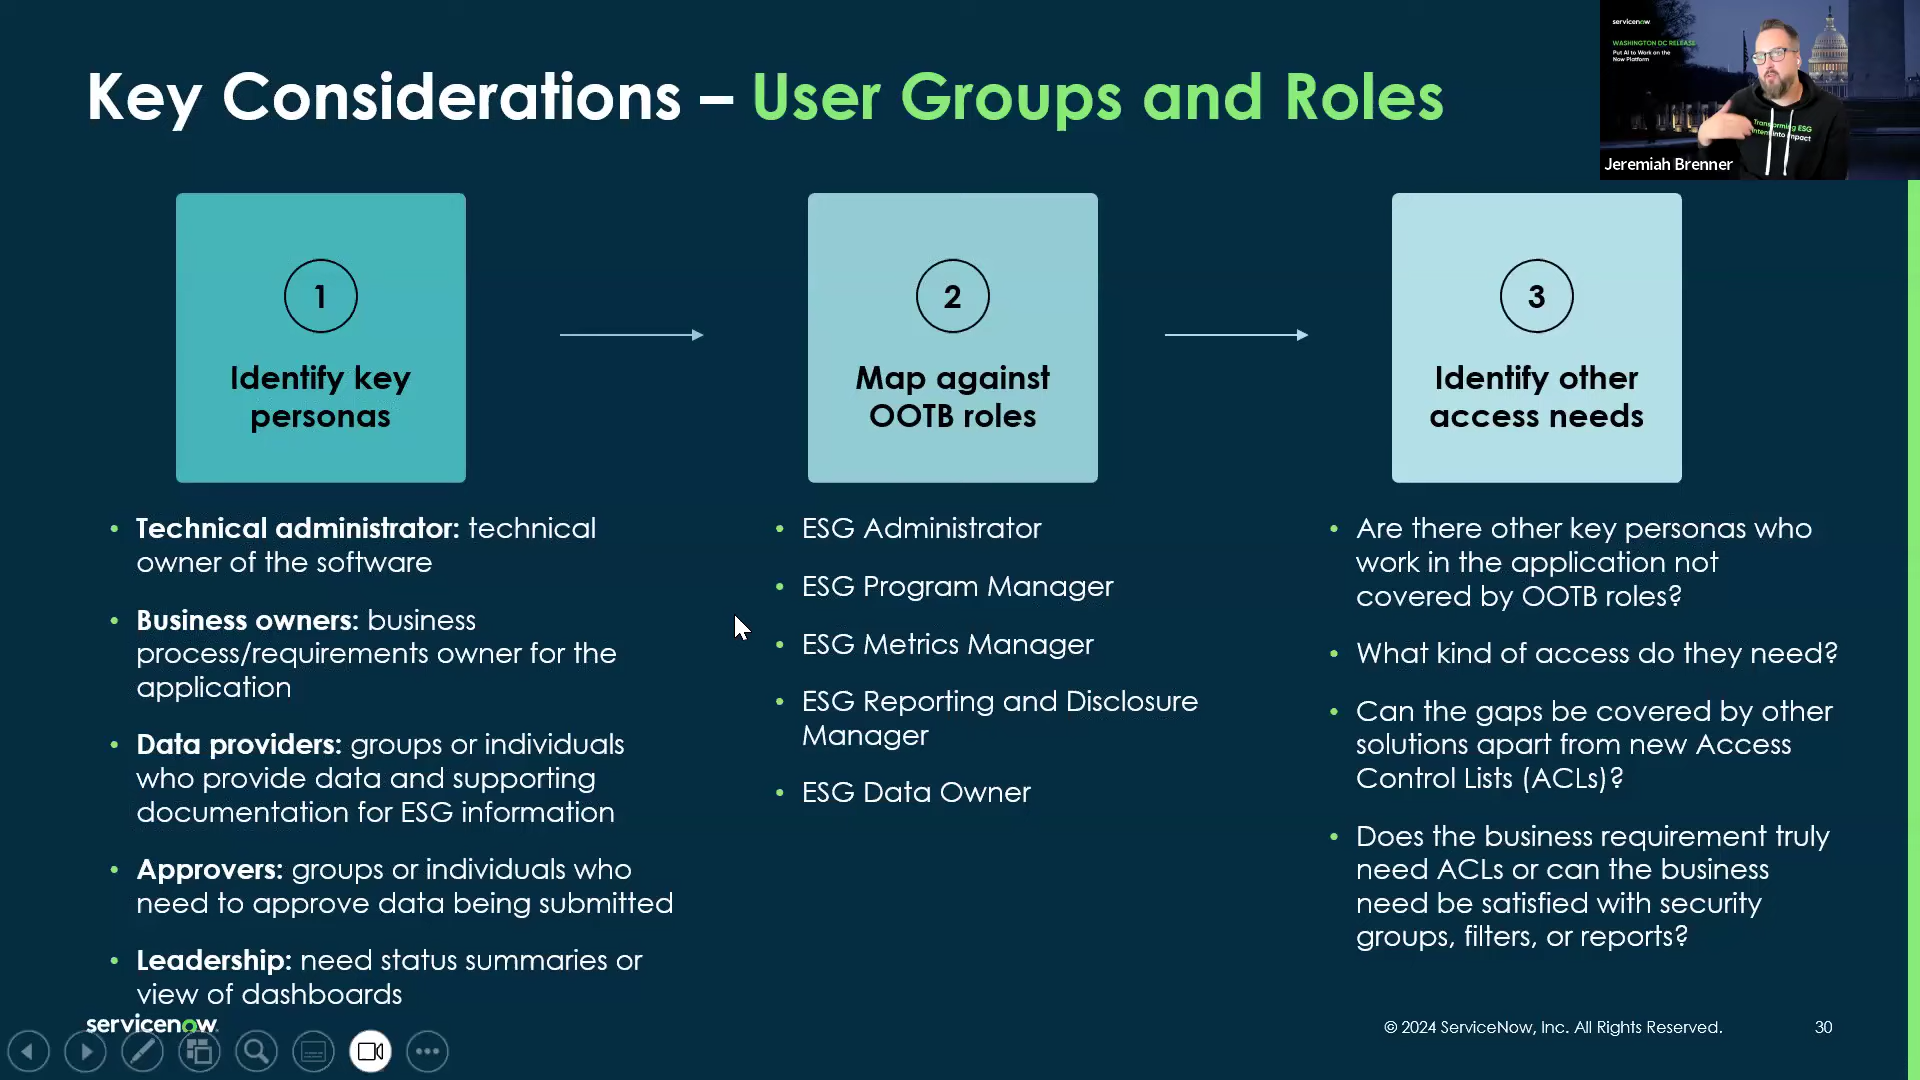 Key Considerations – User Groups and Roles
servicenow
WASHINGTON DC RELEASE
Put AI to Work on the
Now Platform
Transforming ESG
Intent into Impact
Jeremiah Brenner
1
Identify key
personas
2
Map against
OOTB roles
3
Identify other
access needs
• Technical administrator: technical
owner of the software
• Business owners: business
process/requirements owner for the
application
• Data providers: groups or individuals
who provide data and supporting
documentation for ESG information
• Approvers: groups or individuals who
need to approve data being submitted
• Leadership: need status summaries or
view of dashboards
• ESG Administrator
• ESG Program Manager
• ESG Metrics Manager
• ESG Reporting and Disclosure
Manager
• ESG Data Owner
• Are there other key personas who
work in the application not
covered by OOTB roles?
• What kind of access do they need?
• Can the gaps be covered by other
solutions apart from new Access
Control Lists (ACLs)?
• Does the business requirement truly
need ACLs or can the business
need be satisfied with security
groups, filters, or reports?
servicenow
© 2024 ServiceNow, Inc. All Rights Reserved.
30